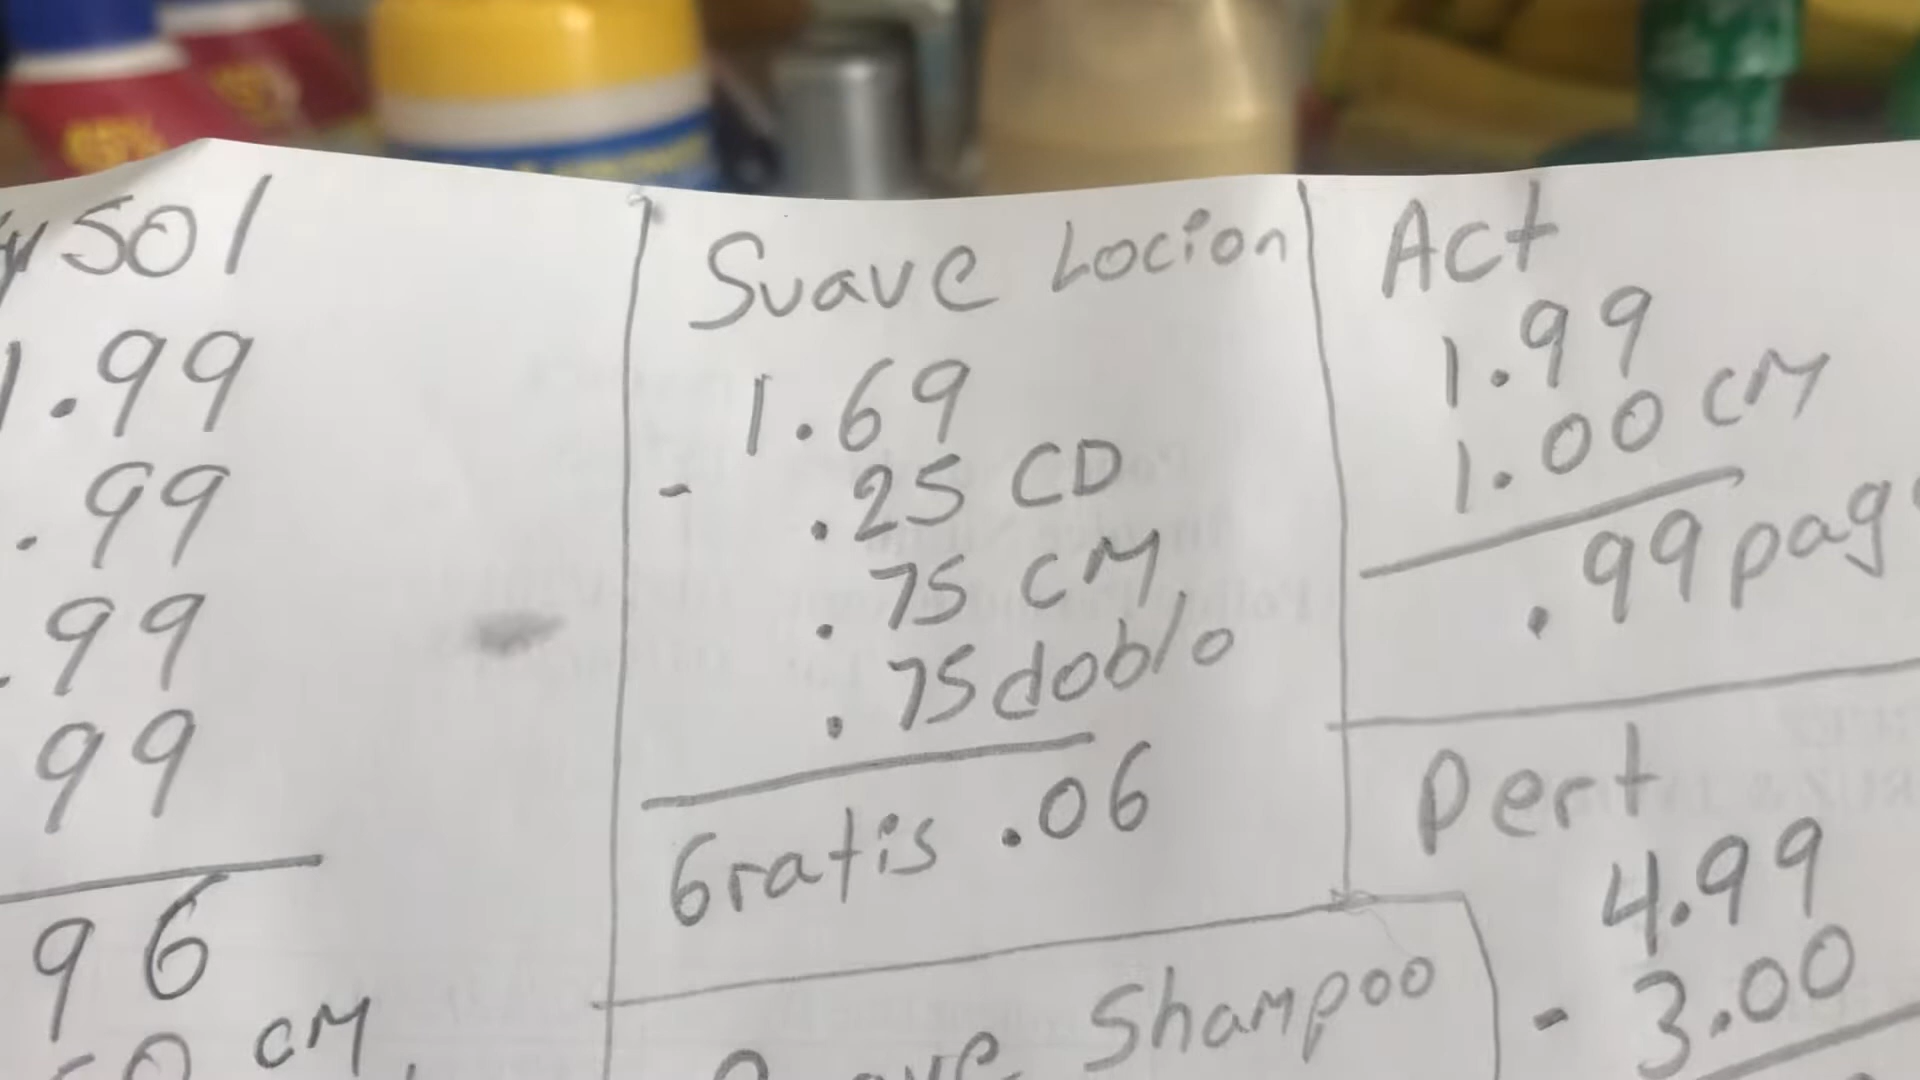 ysol
1.99
.99
.99
99
96
CM
Suave Locion
1.69
- .25 CD
.75 CM
.75 doblo
Gratis .06
Shampoo
Act
1.99
1.00 CM
.99 pag
Pert
4.99
- 3.00